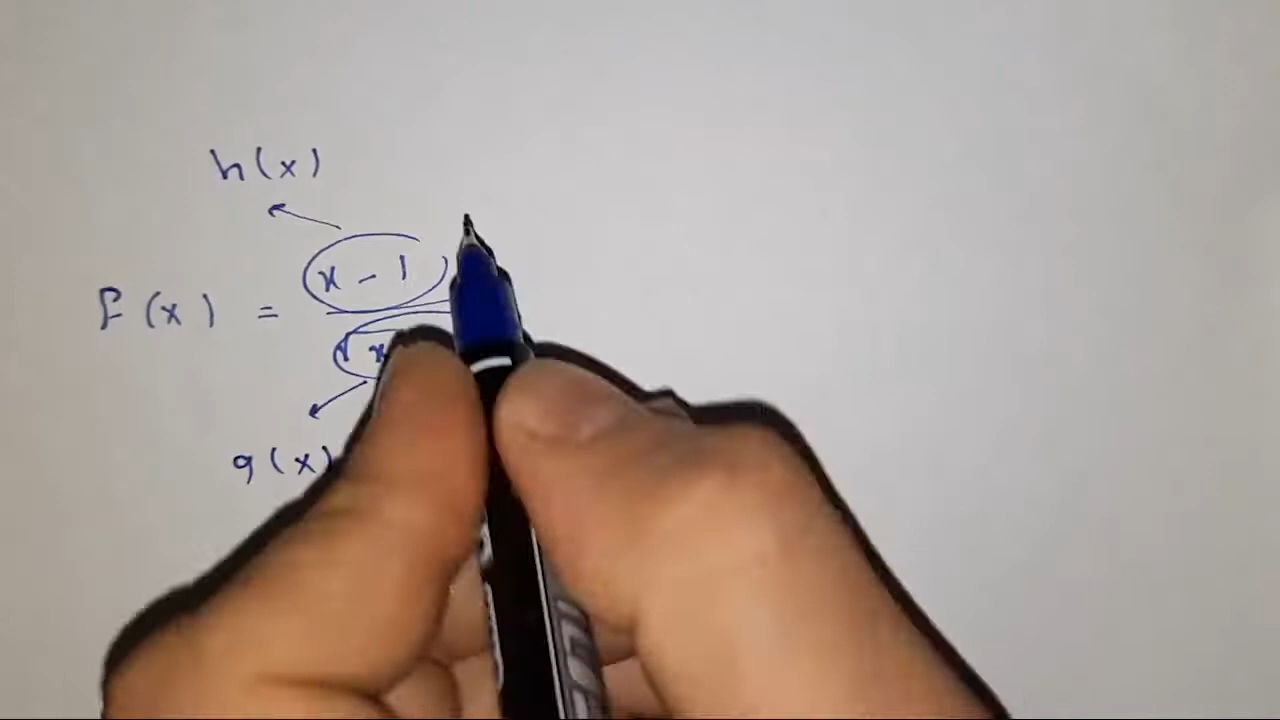 h(x)
f(x) = x - 1
√x
g(x)